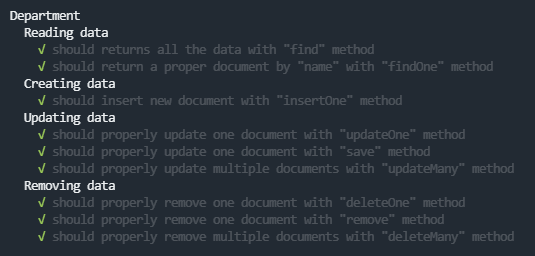 Department
Reading data
√ should returns all the data with "find" method
√ should return a proper document by "name" with "findOne" method
Creating data
√ should insert new document with "insertOne" method
Updating data
√ should properly update one document with "updateOne" method
√ should properly update one document with "save" method
√ should properly update multiple documents with "updateMany" method
Removing data
√ should properly remove one document with "deleteOne" method
√ should properly remove one document with "remove" method
√ should properly remove multiple documents with "deleteMany" method